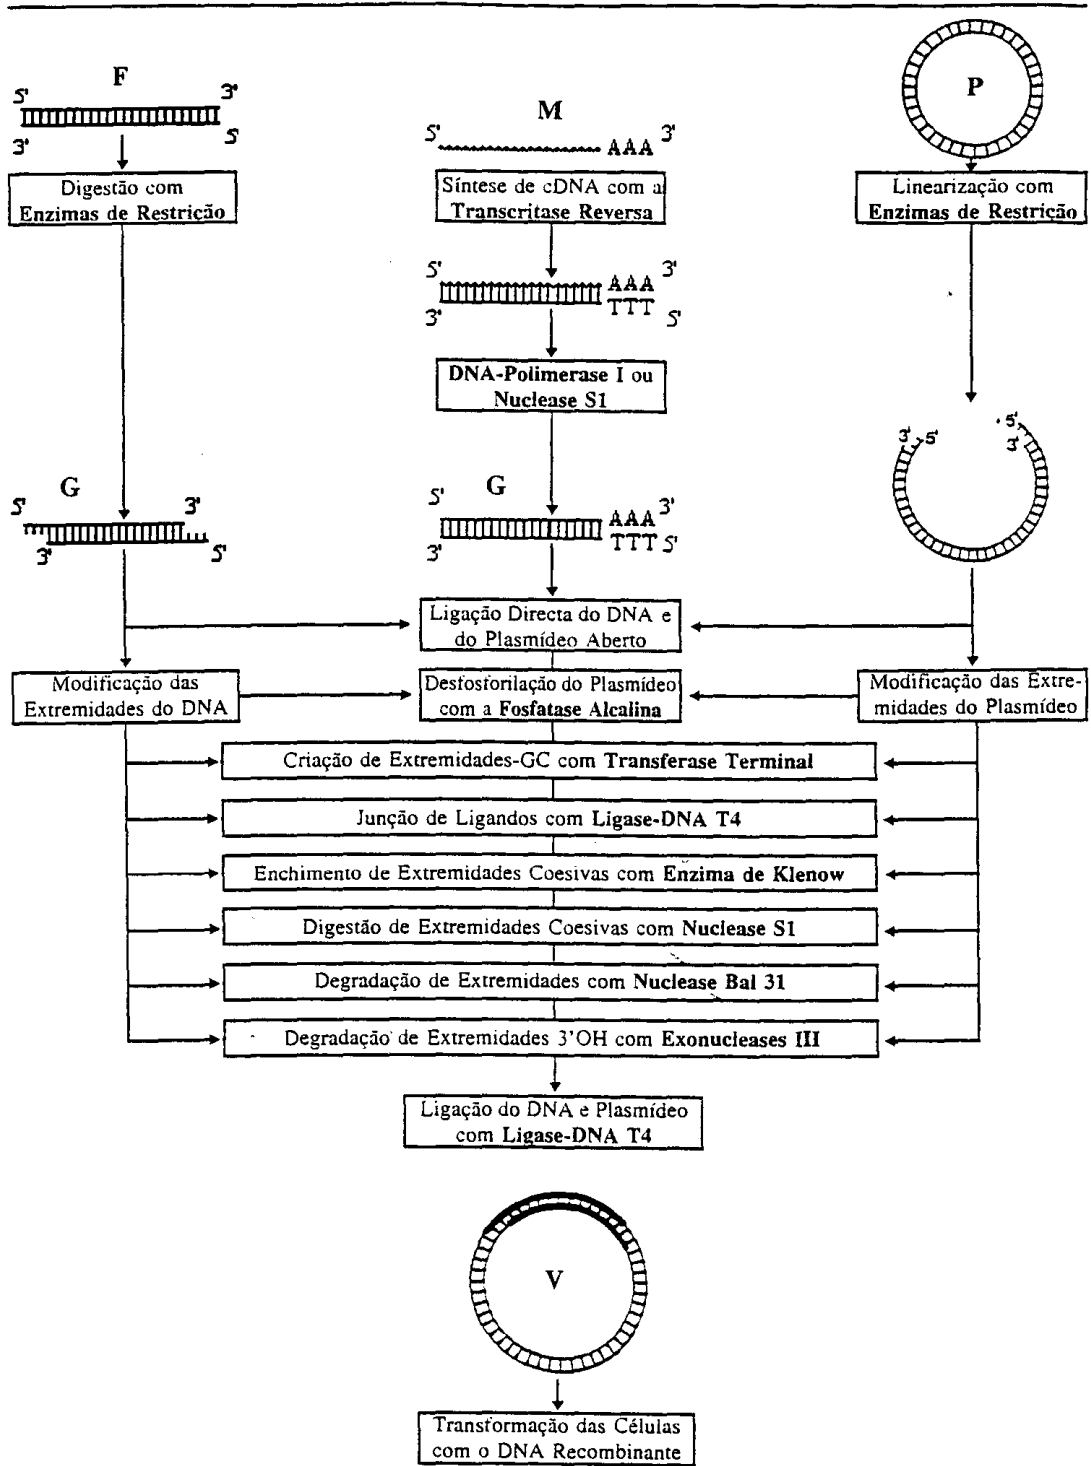 F
5' 3'
3' 5'
Digestão com
Enzimas de Restrição
M
5' 3'
AAA
Síntese de cDNA com a
Transcritase Reversa
P
Linearização com
Enzimas de Restrição
5' AAA 3'
3' TTT 5'
DNA-Polimerase I ou
Nuclease S1
3' 5' 5'
3'
G
5' 3'
3' 5'
G
5' AAA 3'
3' TTT 5'
Ligação Directa do DNA e
do Plasmídeo Aberto
Modificação das
Extremidades do DNA
Desfosforilação do Plasmídeo
com a Fosfatase Alcalina
Modificação das Extre-
midades do Plasmídeo
Criação de Extremidades-GC com Transferase Terminal
Junção de Ligandos com Ligase-DNA T4
Enchimento de Extremidades Coesivas com Enzima de Klenow
Digestão de Extremidades Coesivas com Nuclease S1
Degradação de Extremidades com Nuclease Bal 31
Degradação de Extremidades 3'OH com Exonucleases III
Ligação do DNA e Plasmídeo
com Ligase-DNA T4
V
Transformação das Células
com o DNA Recombinante